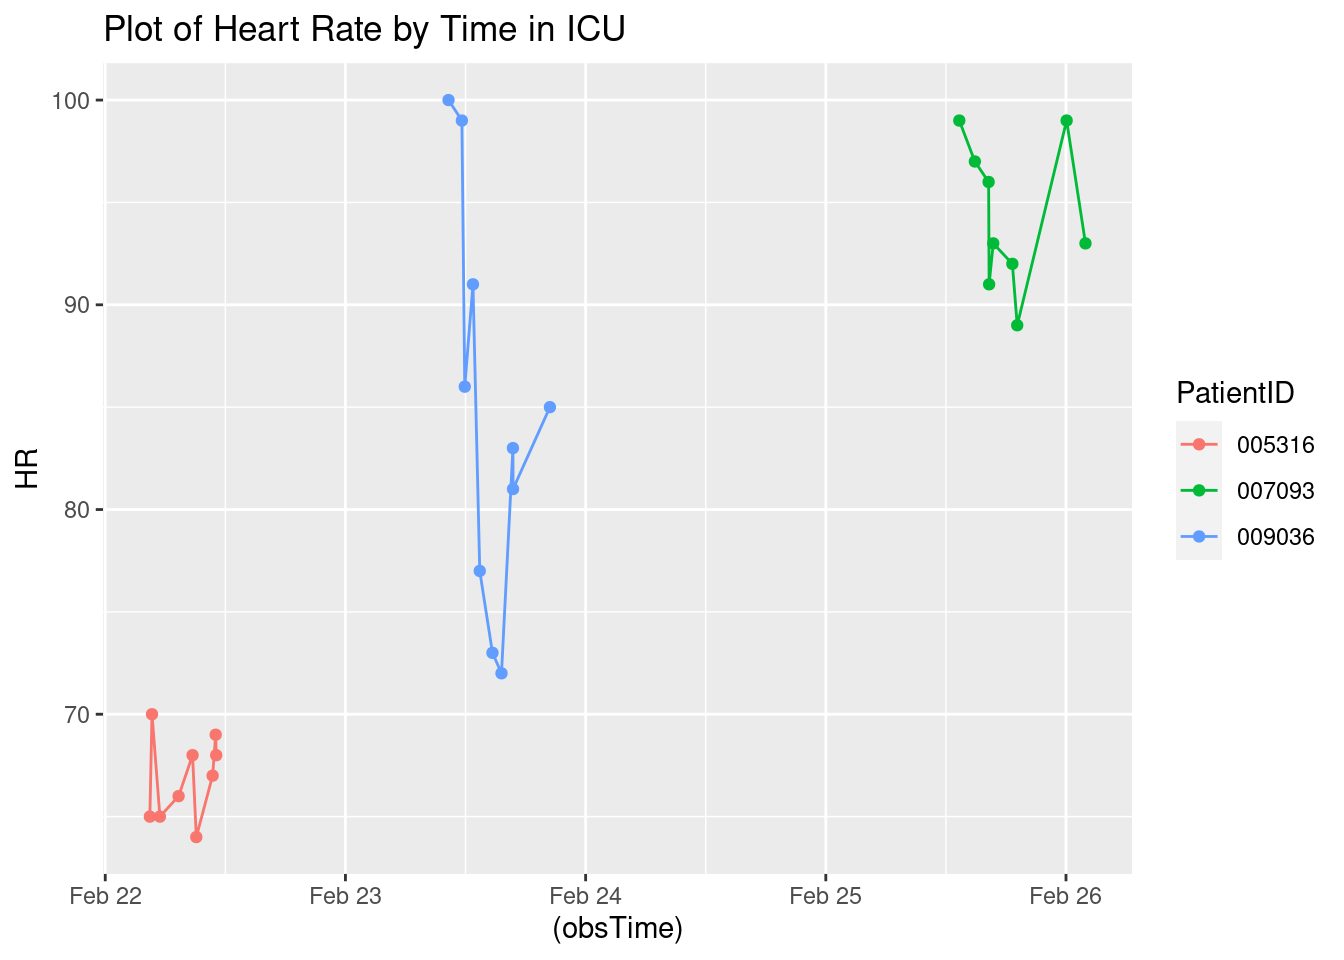 Plot of Heart Rate by Time in ICU
100
90
80
70
HR
Feb 22
Feb 23
Feb 24
Feb 25
Feb 26
(obsTime)
PatientID
005316
007093
009036